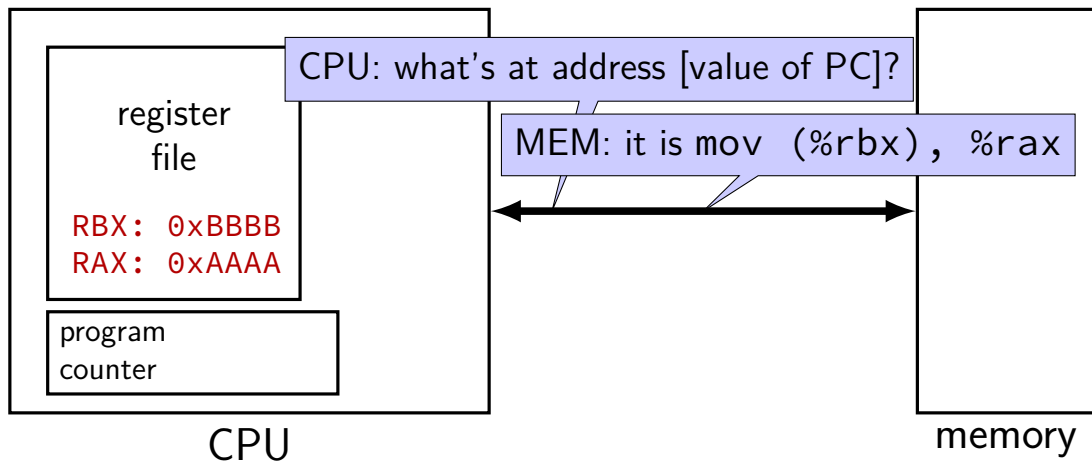 CPU: what's at address [value of PC]?
MEM: it is mov (%rbx), %rax
register
file
RBX: 0xBBBB
RAX: 0xAAAA
program
counter
CPU
memory